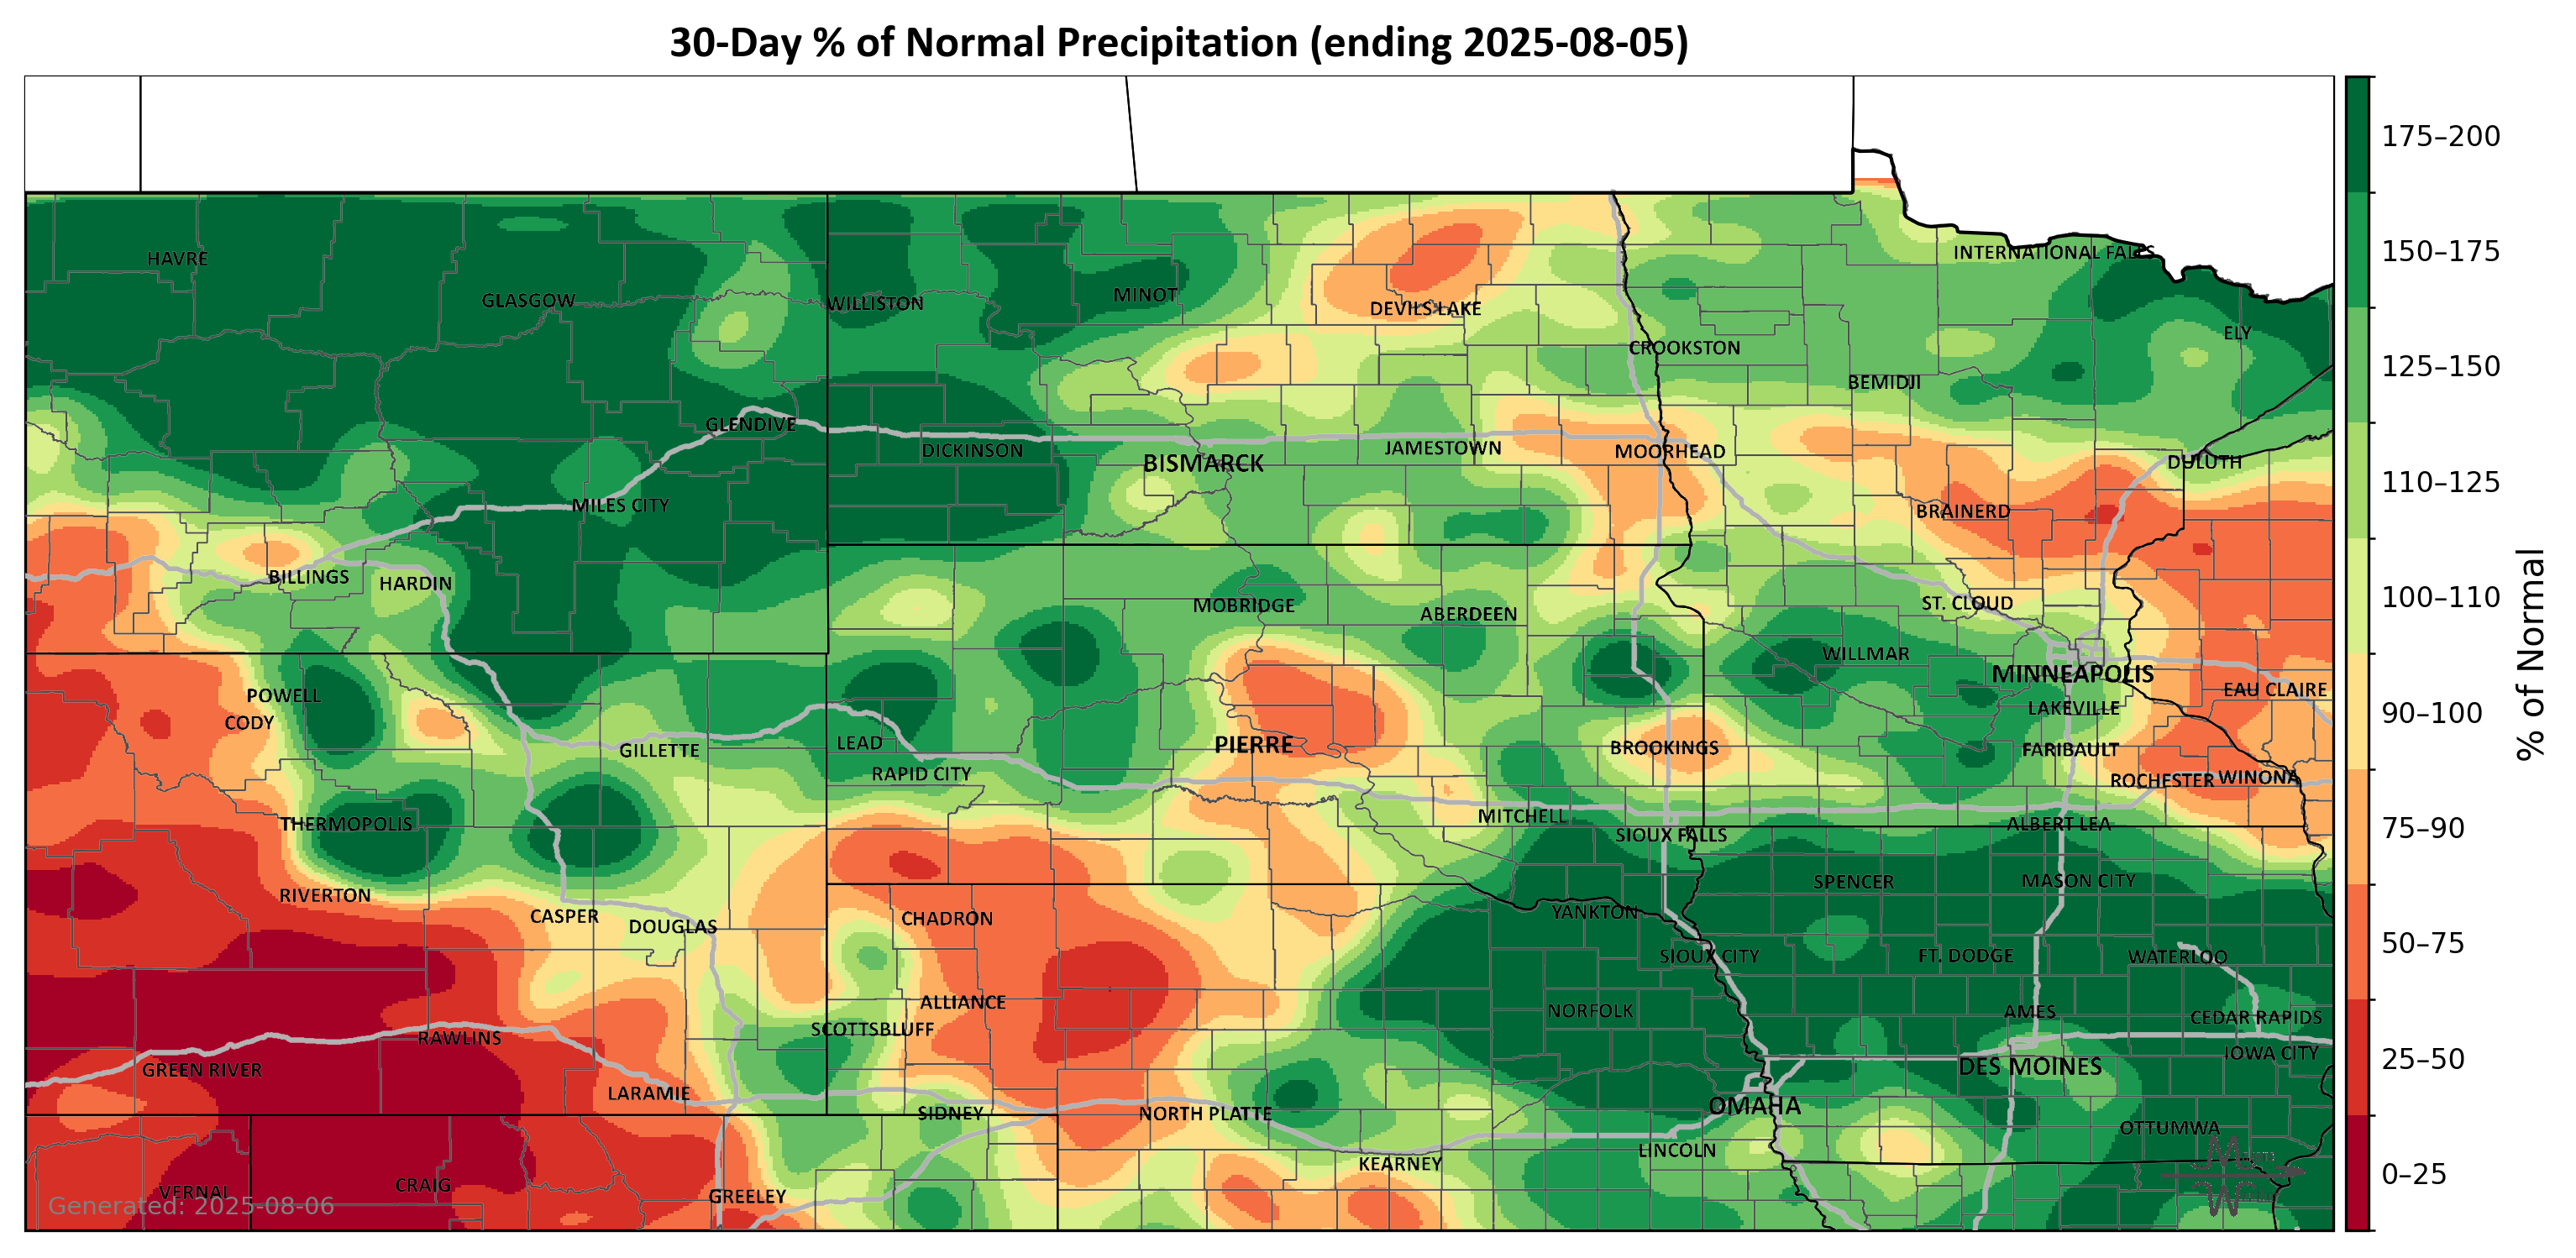 30-Day % of Normal Precipitation (ending 2025-08-05)
175–200
150–175
125–150
110–125
100–110
90–100
75–90
50–75
25–50
0–25
% of Normal
HAVRE
INTERNATIONAL FALLS
GLASGOW
WILLISTON
MINOT
DEVILS LAKE
ELY
CROOKSTON
BEMIDJI
GLENDIVE
DICKINSON
BISMARCK
JAMESTOWN
MOORHEAD
DULUTH
MILES CITY
BRAINERD
BILLINGS
HARDIN
MOBRIDGE
ABERDEEN
ST. CLOUD
WILLMAR
MINNEAPOLIS
POWELL
EAU CLAIRE
CODY
LAKEVILLE
GILLETTE
LEAD
PIERRE
BROOKINGS
FARIBAULT
RAPID CITY
ROCHESTER
WINONA
THERMOPOLIS
MITCHELL
SIOUX FALLS
ALBERT LEA
RIVERTON
SPENCER
MASON CITY
CASPER
DOUGLAS
CHADRON
YANKTON
SIOUX CITY
FT. DODGE
WATERLOO
ALLIANCE
NORFOLK
AMES
CEDAR RAPIDS
SCOTTSBLUFF
RAWLINS
IOWA CITY
GREEN RIVER
DES MOINES
LARAMIE
SIDNEY
NORTH PLATTE
OMAHA
OTTUMWA
LINCOLN
KEARNEY
VERNAL
CRAIG
GREELEY
Generated: 2025-08-06